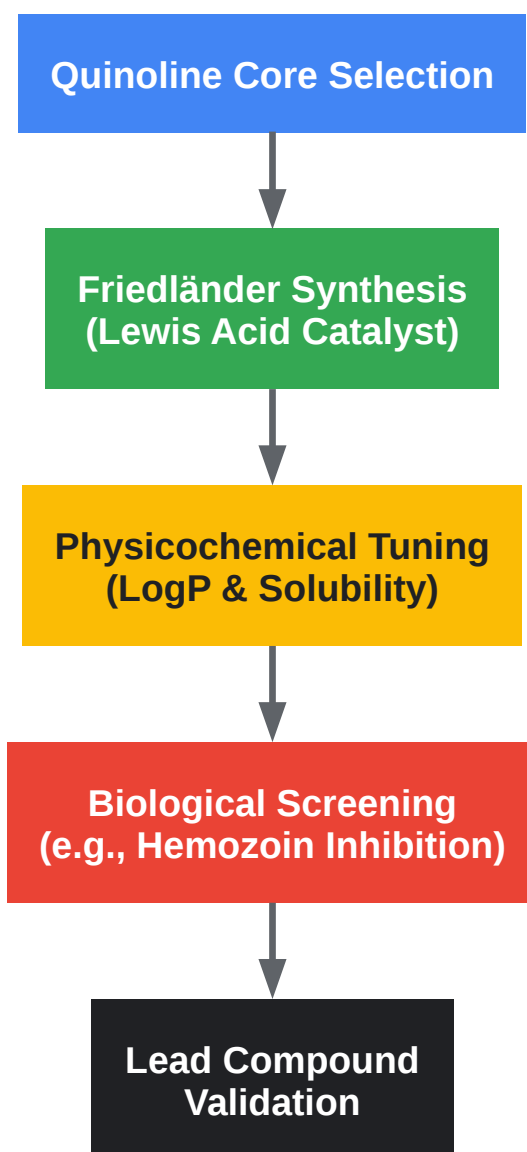 Quinoline Core Selection
Friedländer Synthesis
(Lewis Acid Catalyst)
Physicochemical Tuning
(LogP & Solubility)
Biological Screening
(e.g., Hemozoin Inhibition)
Lead Compound
Validation